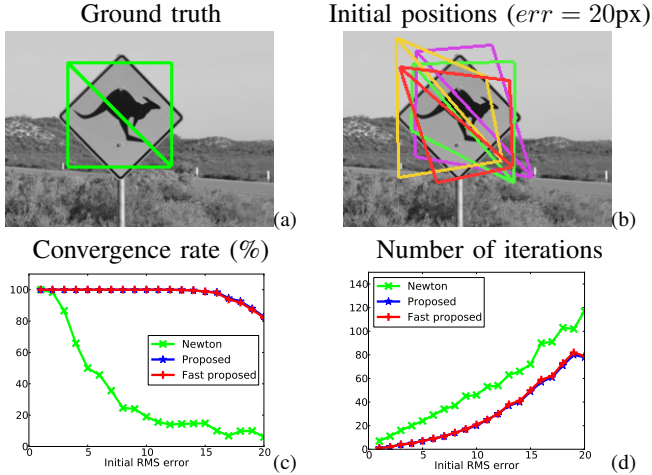 Ground truth
Initial positions (err = 20px)
(a)
(b)
Convergence rate (%)
Number of iterations
100
80
60
40
20
0
0
5
10
15
20
Initial RMS error
Newton
Proposed
Fast proposed
(c)
140
120
100
80
60
40
20
0
0
5
10
15
20
Initial RMS error
Newton
Proposed
Fast proposed
(d)